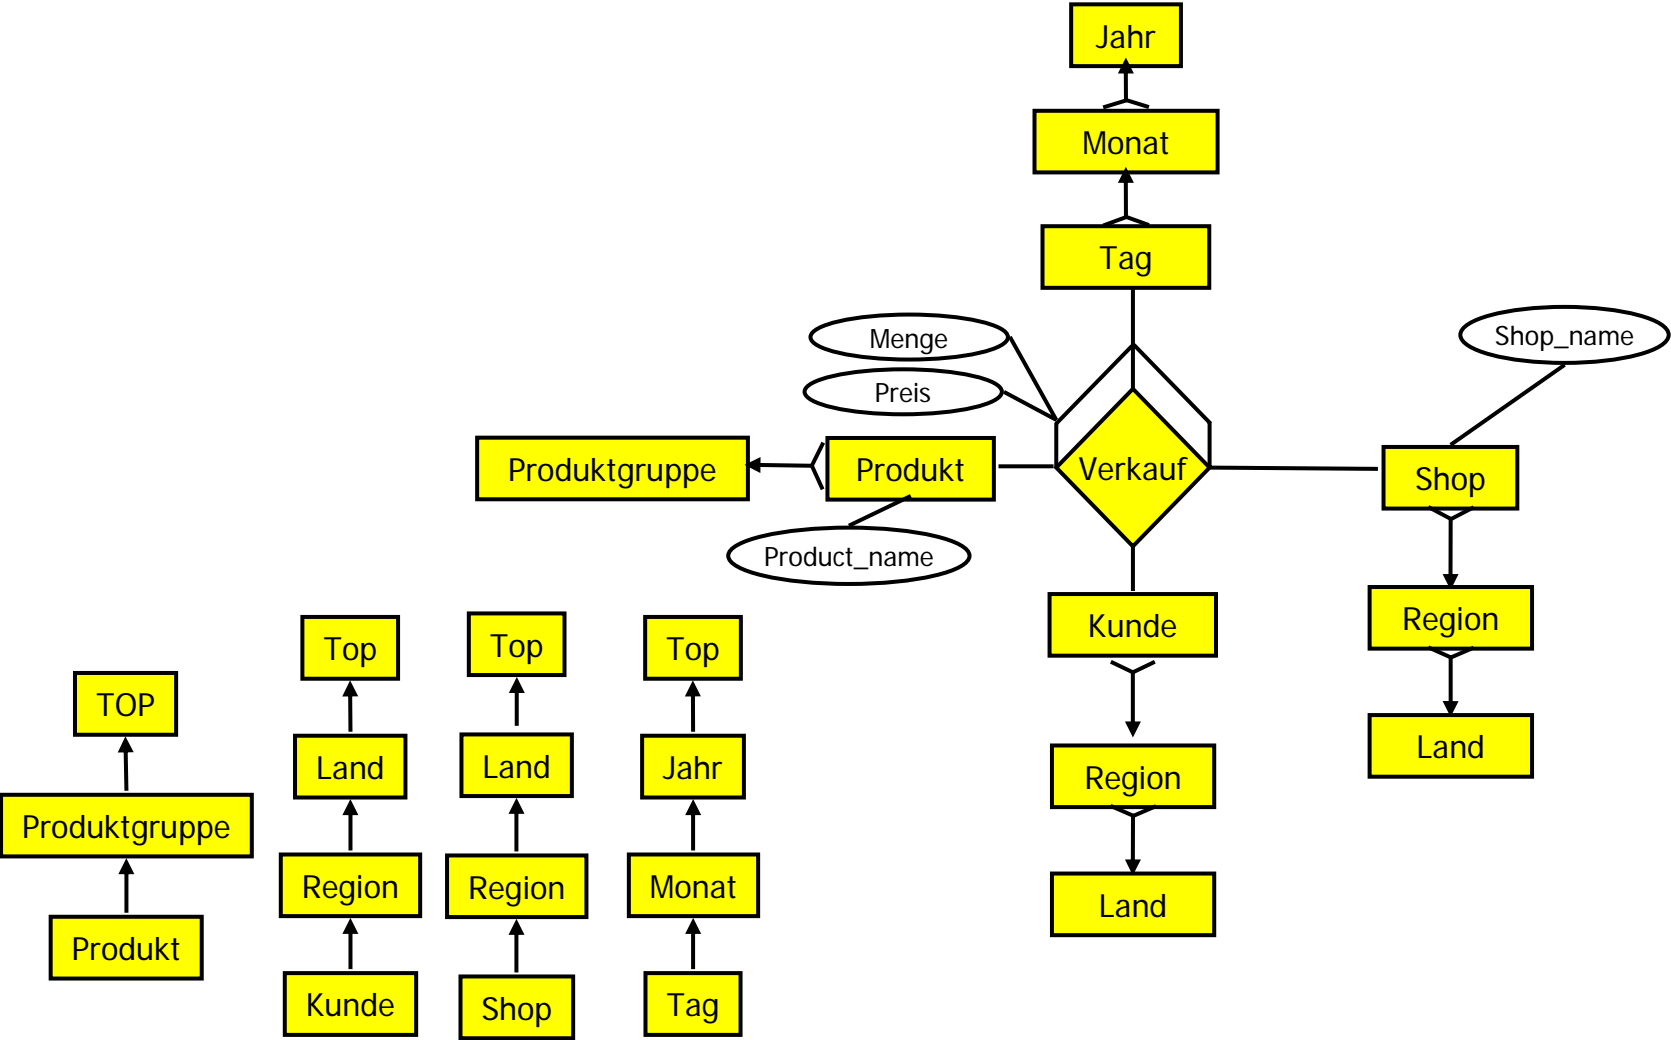 Jahr
Monat
Tag
Menge
Preis
Shop_name
Produktgruppe
Produkt
Verkauf
Shop
Product_name
Kunde
Region
Region
Land
Land
TOP
Produktgruppe
Produkt
Top
Land
Region
Kunde
Top
Land
Region
Shop
Top
Jahr
Monat
Tag